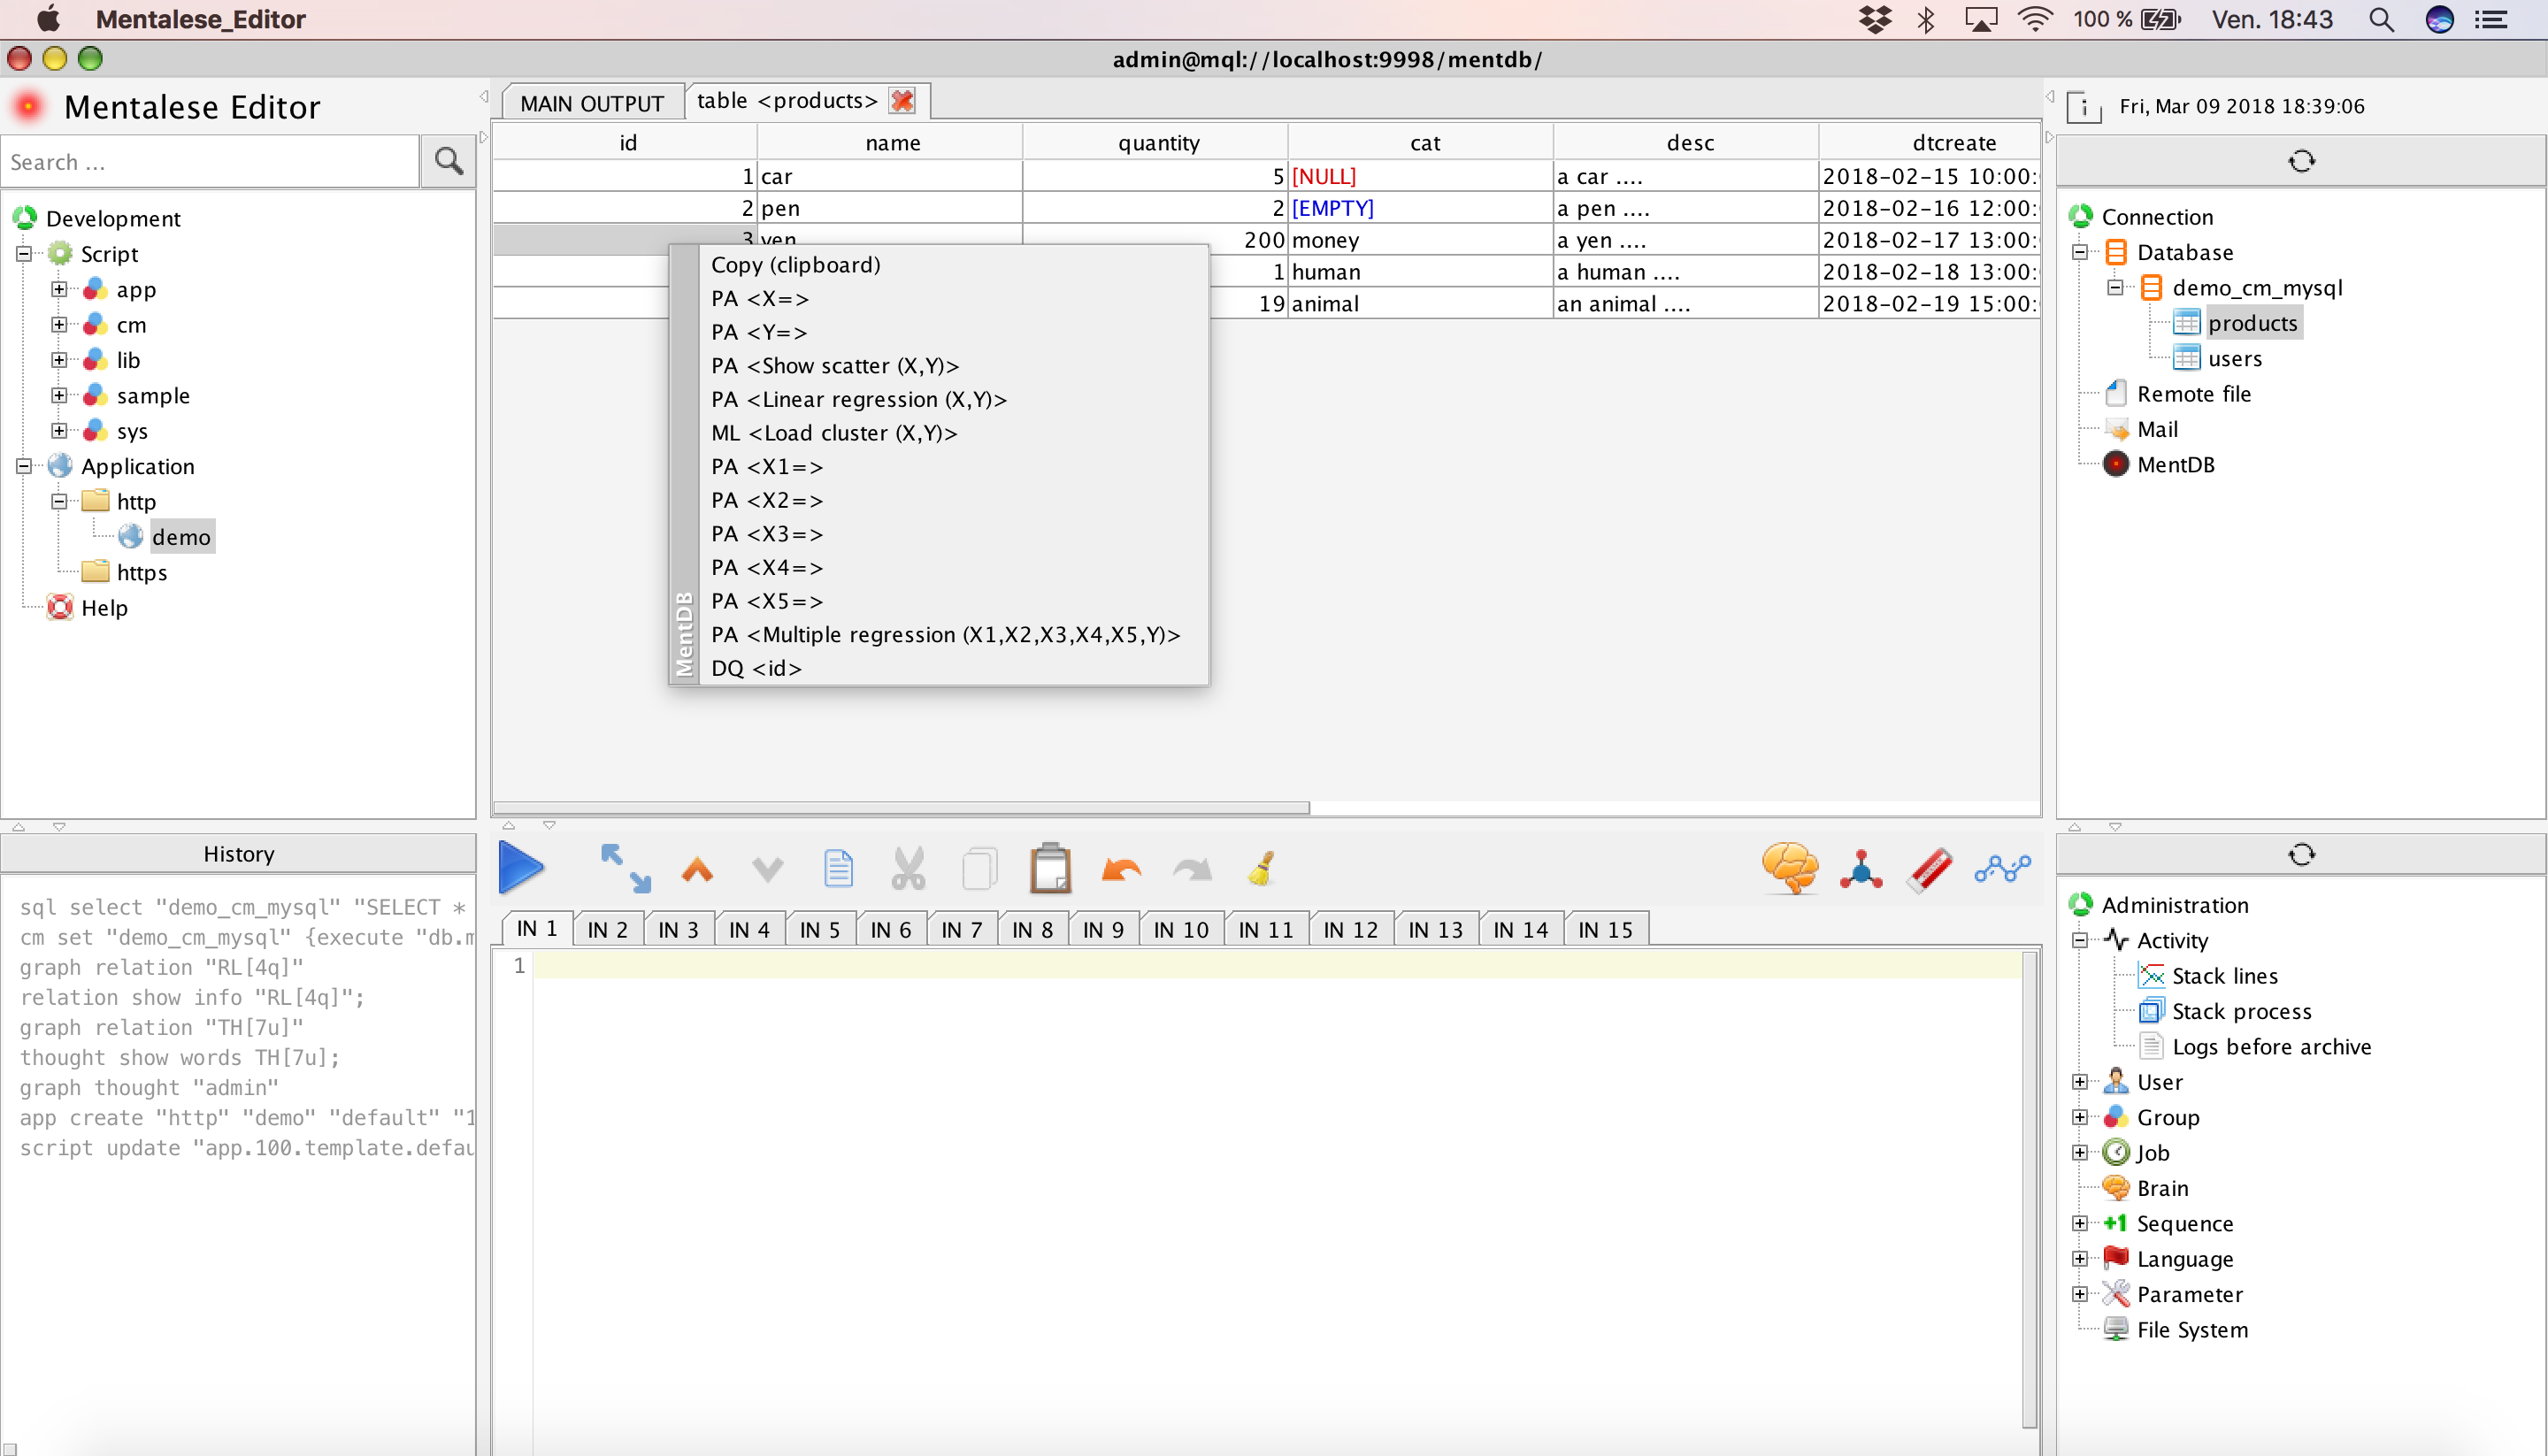 Mentalese_Editor 100 % Ven. 18:43
admin@mql://localhost:9998/mentdb/
Mentalese Editor
Search ...
Development
Script
app
cm
lib
sample
sys
Application
http
demo
https
Help
MAIN OUTPUT table <products>
id name quantity cat desc dtcreate
1 car 5 [NULL] a car .... 2018-02-15 10:00:
2 pen 2 [EMPTY] a pen .... 2018-02-16 12:00:
3 yen 200 money a yen .... 2018-02-17 13:00:
1 human a human .... 2018-02-18 13:00:
19 animal an animal .... 2018-02-19 15:00:
MentDB
Copy (clipboard)
PA <X=>
PA <Y=>
PA <Show scatter (X,Y)>
PA <Linear regression (X,Y)>
ML <Load cluster (X,Y)>
PA <X1=>
PA <X2=>
PA <X3=>
PA <X4=>
PA <X5=>
PA <Multiple regression (X1,X2,X3,X4,X5,Y)>
DQ <id>
i Fri, Mar 09 2018 18:39:06
Connection
Database
demo_cm_mysql
products
users
Remote file
Mail
MentDB
History
sql select "demo_cm_mysql" "SELECT *
cm set "demo_cm_mysql" {execute "db.m
graph relation "RL[4q]"
relation show info "RL[4q]";
graph relation "TH[7u]"
thought show words TH[7u];
graph thought "admin"
app create "http" "demo" "default" "1
script update "app.100.template.defau
IN 1 IN 2 IN 3 IN 4 IN 5 IN 6 IN 7 IN 8 IN 9 IN 10 IN 11 IN 12 IN 13 IN 14 IN 15
1
Administration
Activity
Stack lines
Stack process
Logs before archive
User
Group
Job
Brain
+1 Sequence
Language
Parameter
File System